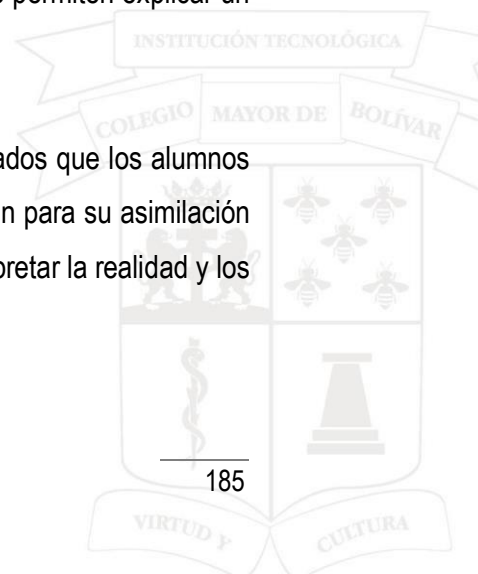 permiten explicar un
INSTITUCIÓN TECNOLÓGICA
COLEGIO MAYOR DE BOLÍVAR
ados que los alumnos
n para su asimilación
pretar la realidad y los
185
VIRTUD Y CULTURA